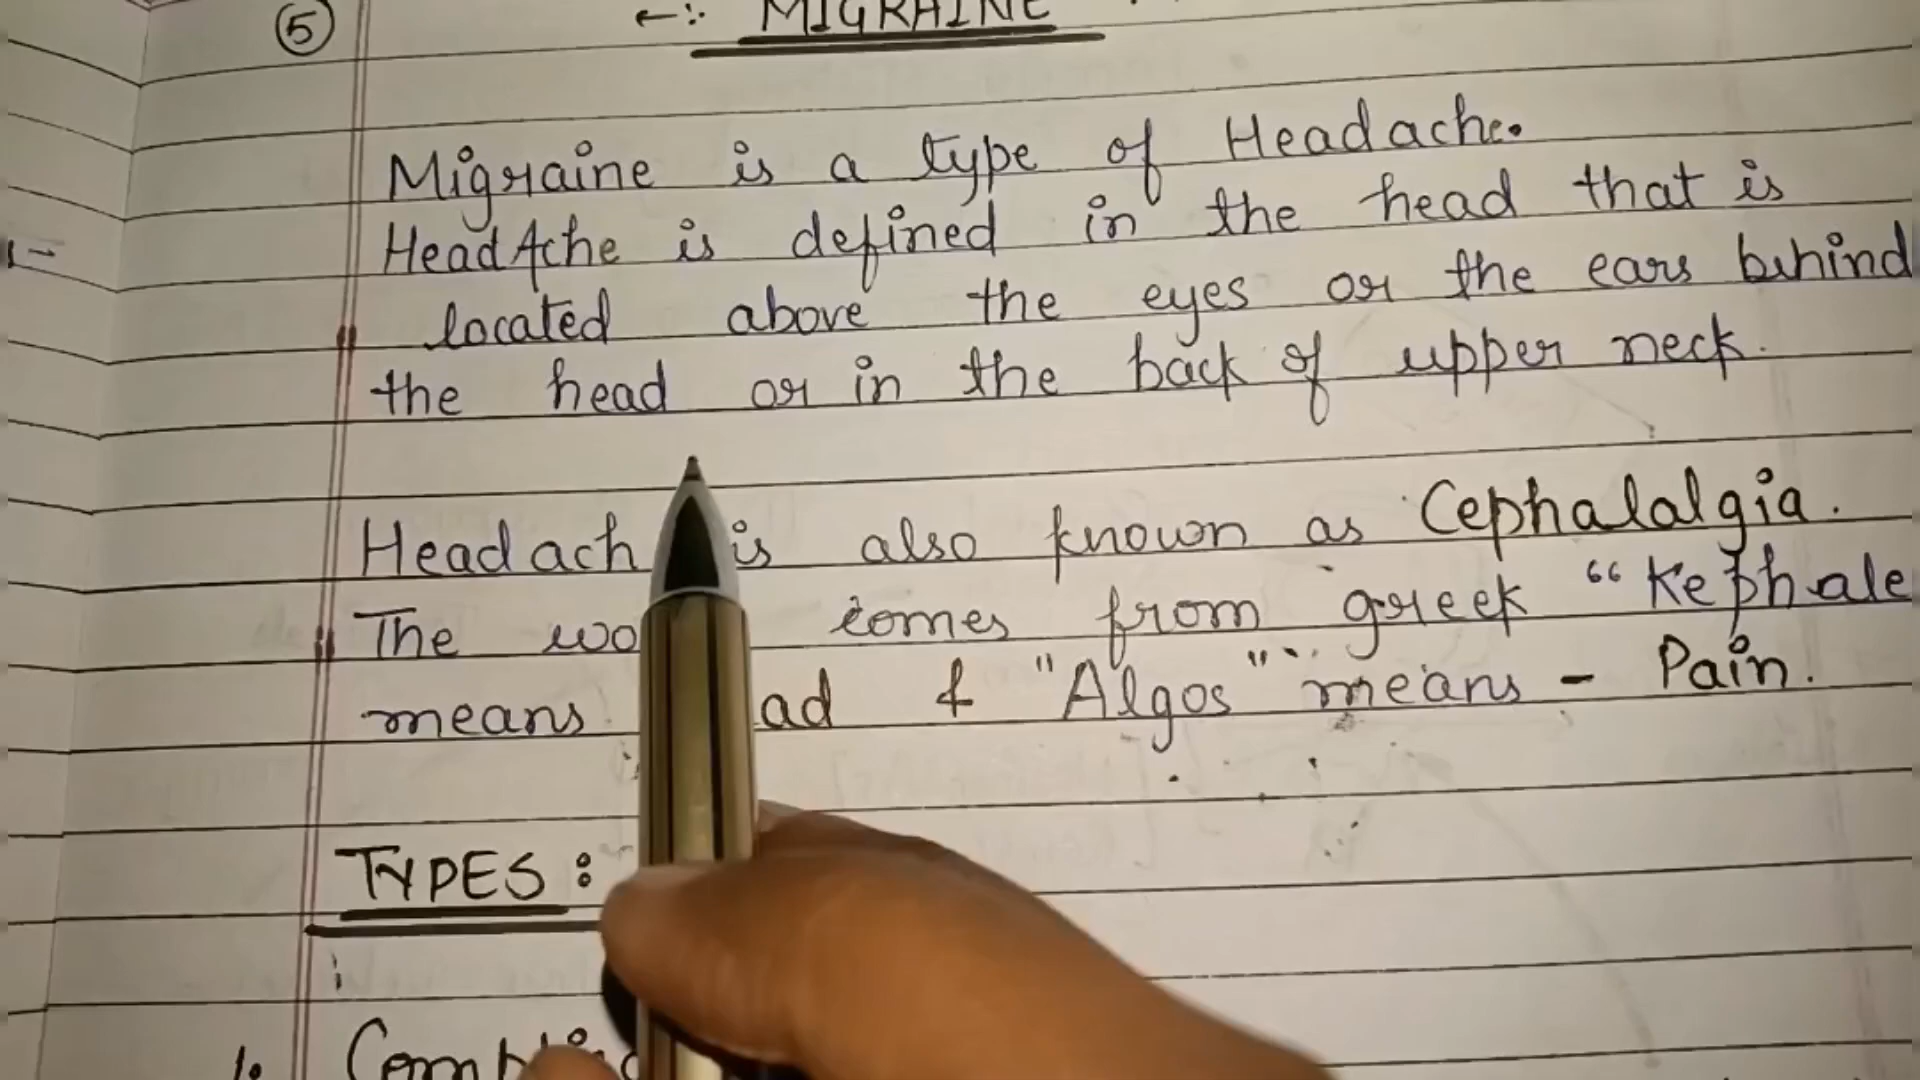 5 ←: MIGRAINE
Migraine is a type of Headache.
HeadAche is defined in the head that is
located above the eyes or the ears behind
the head or in the back of upper neck.
Headach is also known as Cephalalgia.
The comes from greek "Kephale
means & "Algos" means - Pain.
TYPES:
i
1.